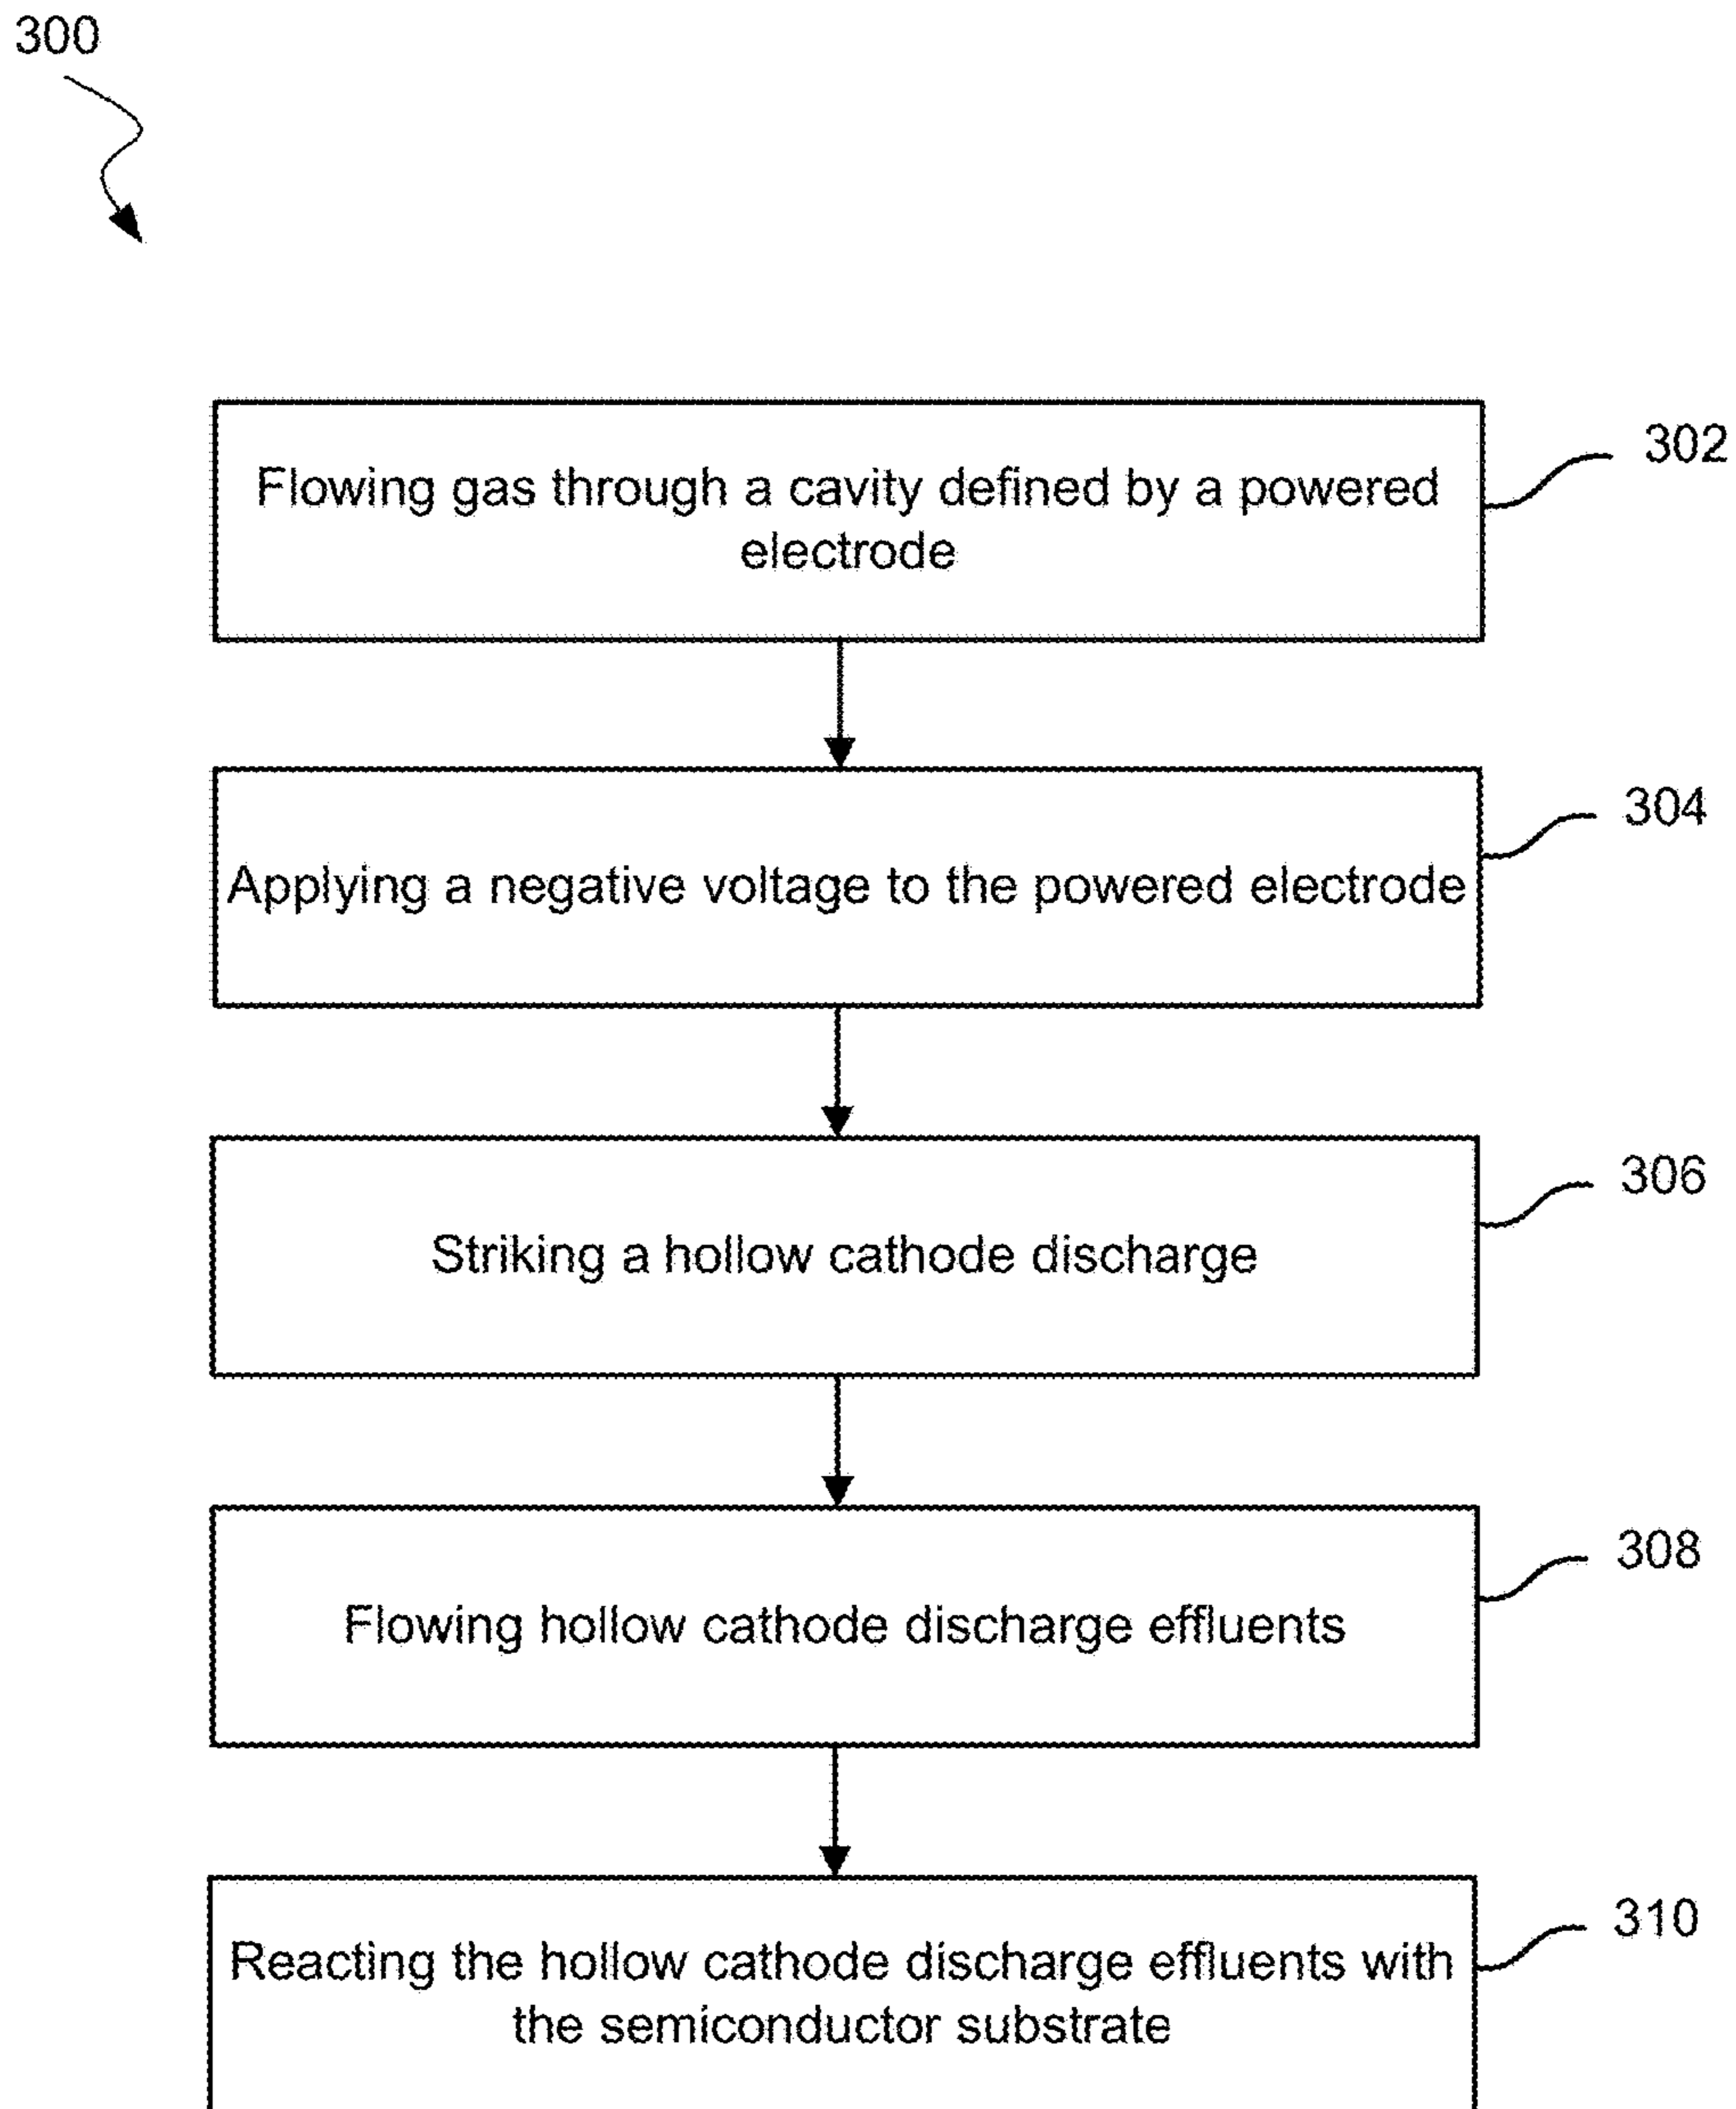 300
Flowing gas through a cavity defined by a powered
electrode
302
Applying a negative voltage to the powered electrode
304
Striking a hollow cathode discharge
306
Flowing hollow cathode discharge effluents
308
Reacting the hollow cathode discharge effluents with
the semiconductor substrate
310